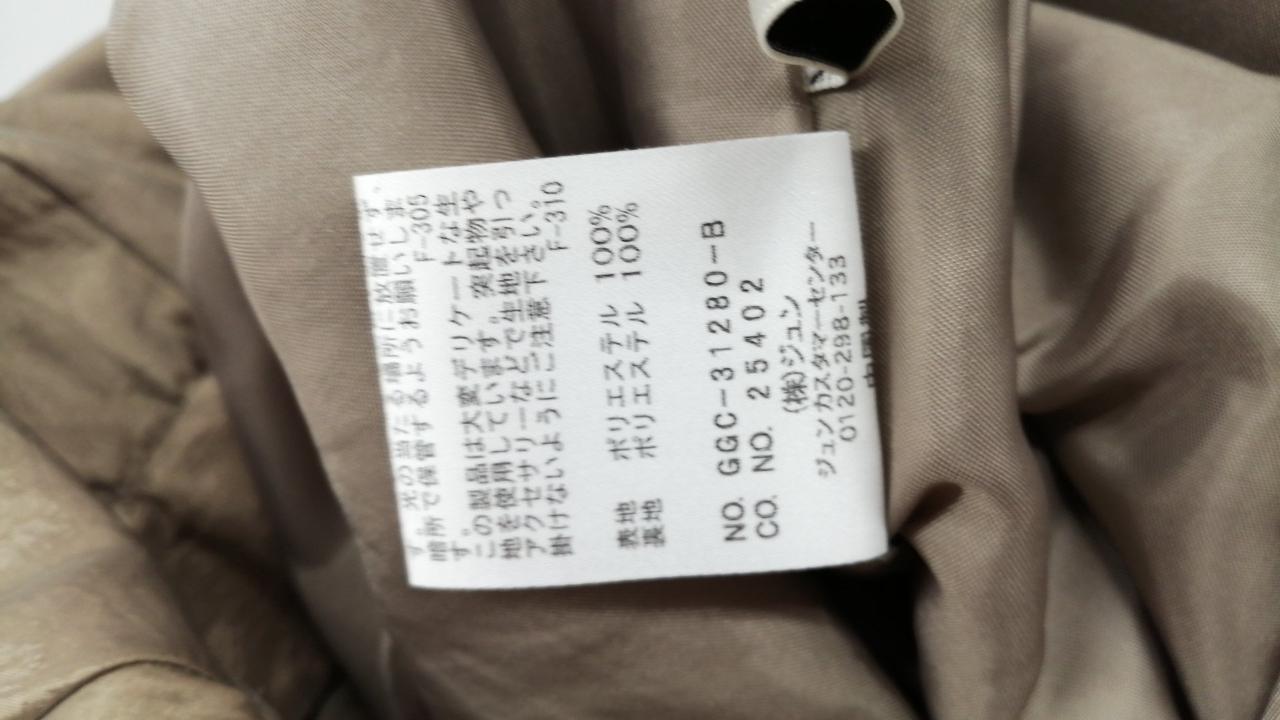 光の当たる場所に放置せず、
暗所で保管するようお願いしま
す。 F-305
この製品は大変デリケートな生
地を使用しています。突起物や
アクセサリーなどで生地を引っ
掛けないようにご注意下さい。
F-310
表地 ポリエステル 100%
裏地 ポリエステル 100%
NO. GGC-31280-B
CO. NO. 25402
(株)ジュン
ジュンカスタマーセンター
0120-298-133